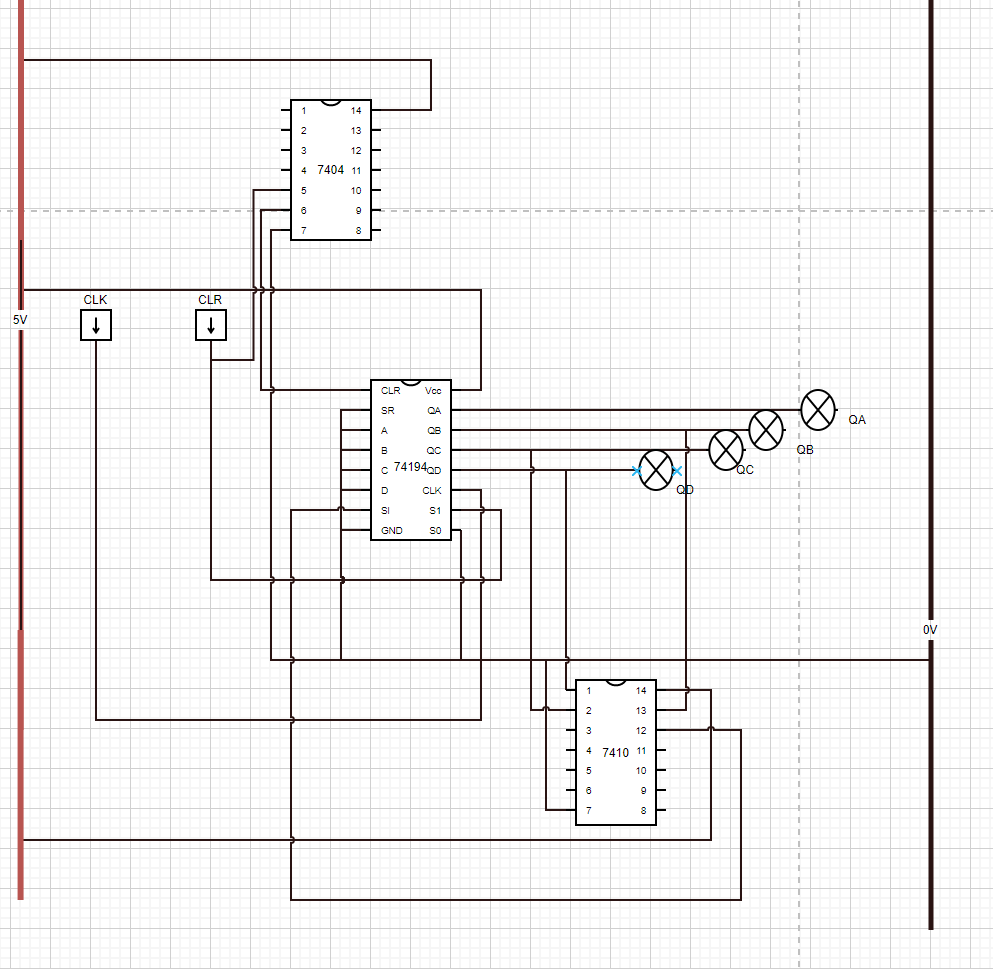 1 14
2 13
3 12
4 7404 11
5 10
6 9
7 8
CLK CLR
5V
CLR Vcc
SR QA
A QB
B QC
C 74194 QD
D CLK
SI S1
GND S0
QA
QB
QC
QD
0V
1 14
2 13
3 12
4 7410 11
5 10
6 9
7 8